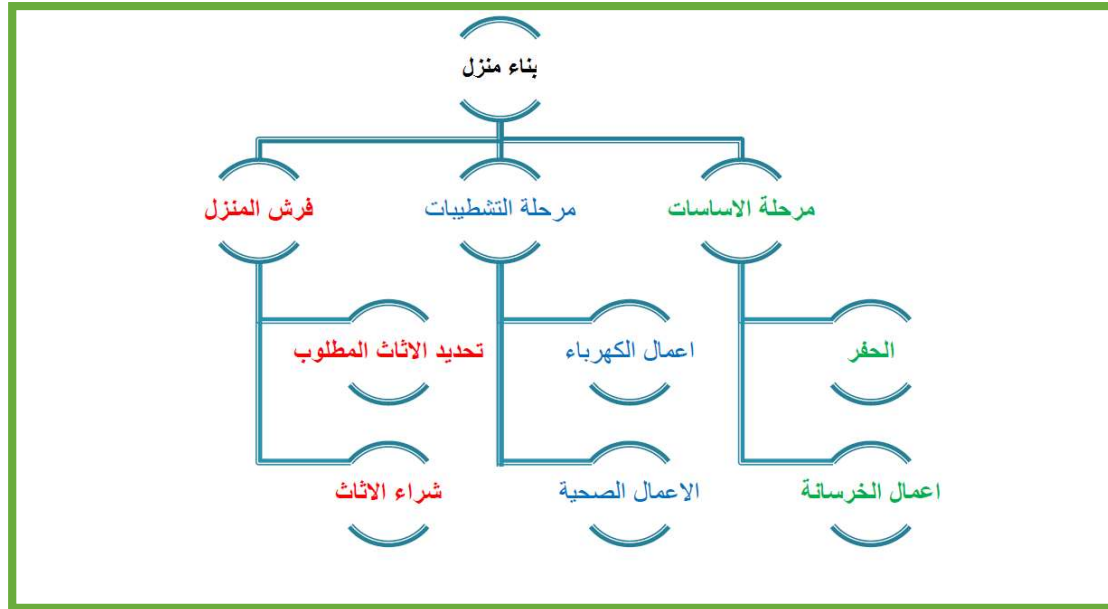 بناء منزل
مرحلة الاساسات
مرحلة التشطيبات
فرش المنزل
الحفر
اعمال الكهرباء
تحديد الاثاث المطلوب
اعمال الخرسانة
الاعمال الصحية
شراء الاثاث